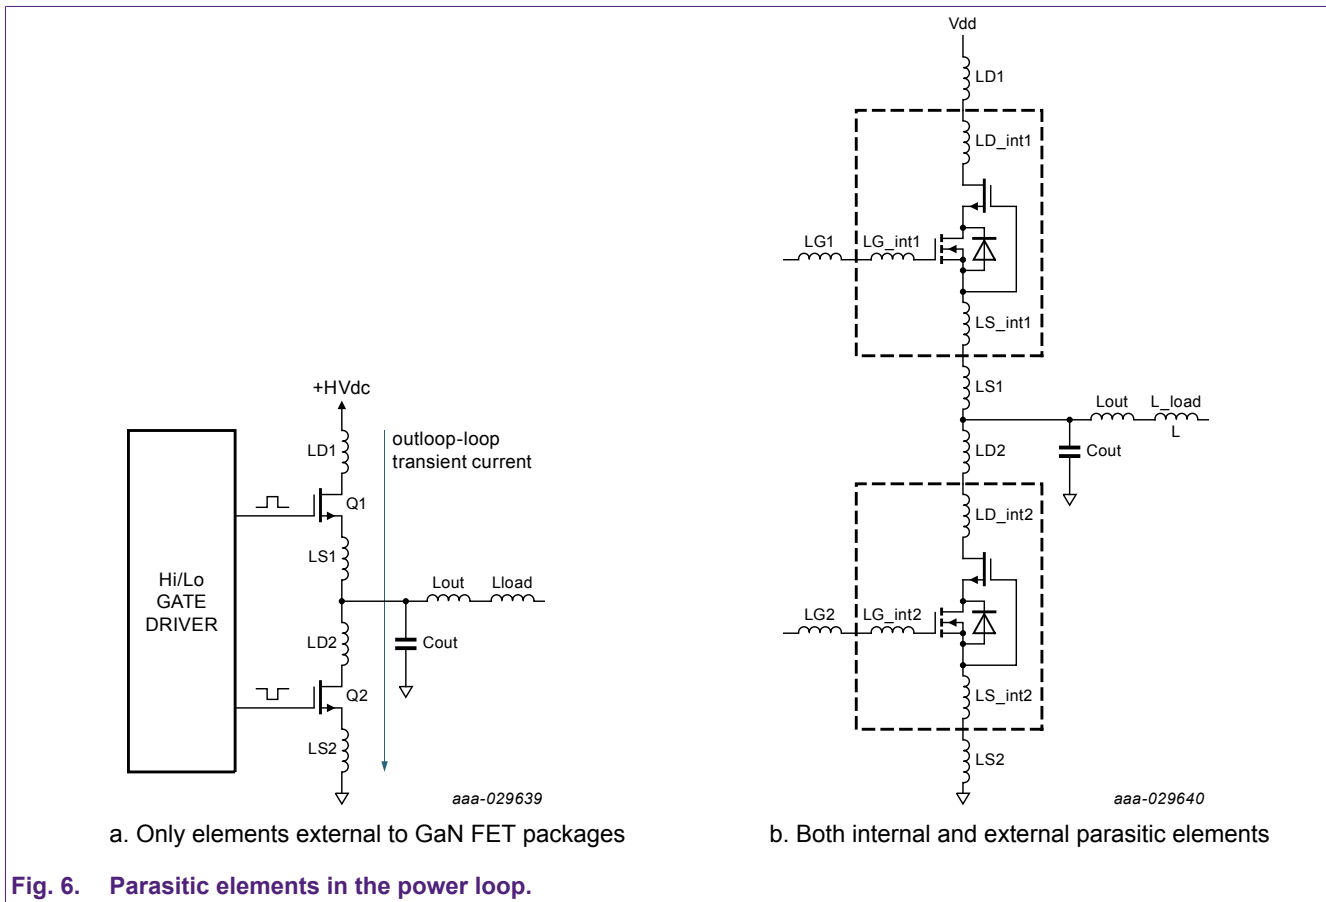 +HVdc
LD1
outloop-loop
transient current
Q1
LS1
Hi/Lo
GATE
DRIVER
Lout
Lload
LD2
Cout
Q2
LS2
aaa-029639
a. Only elements external to GaN FET packages
Vdd
LD1
LD_int1
LG1
LG_int1
LS_int1
LS1
Lout
L_load
L
LD2
Cout
LD_int2
LG2
LG_int2
LS_int2
LS2
aaa-029640
b. Both internal and external parasitic elements
Fig. 6. Parasitic elements in the power loop.